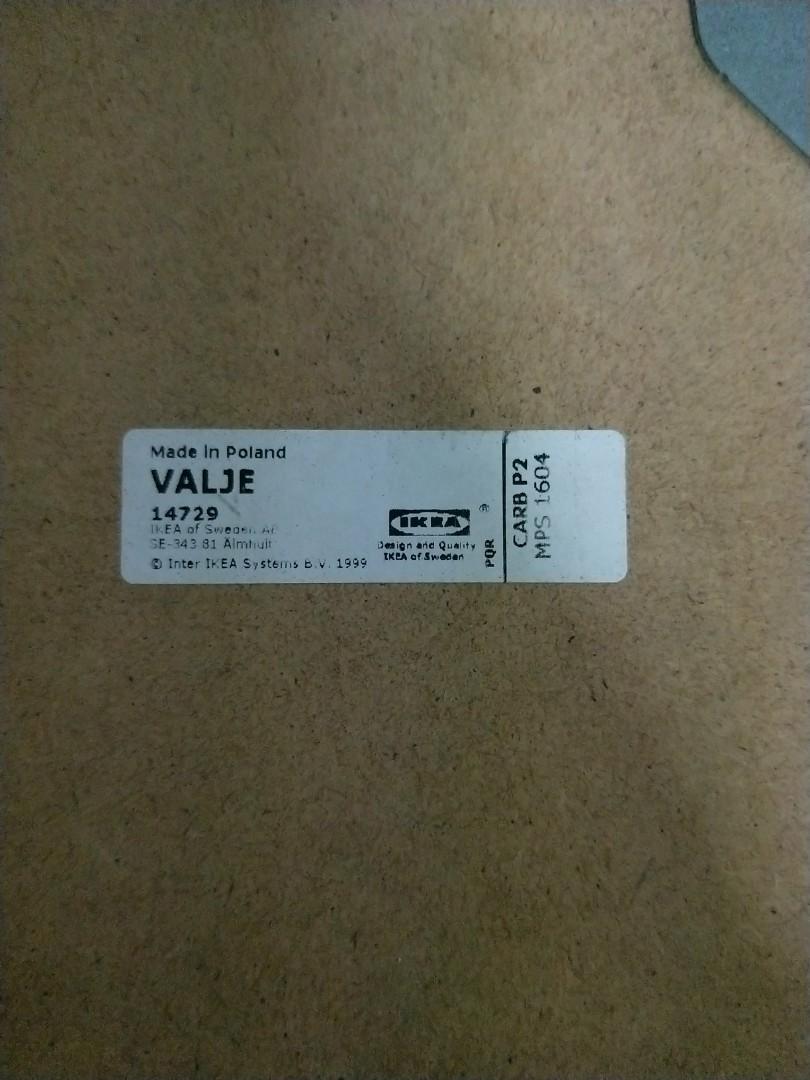 Made in Poland
VALJE
14729
IKEA of Sweden AB
SE-343 81 Älmhult
© Inter IKEA Systems B.V. 1999
IKEA
®
Design and Quality
IKEA of Sweden
PQR
CARB P2
MPS 1604